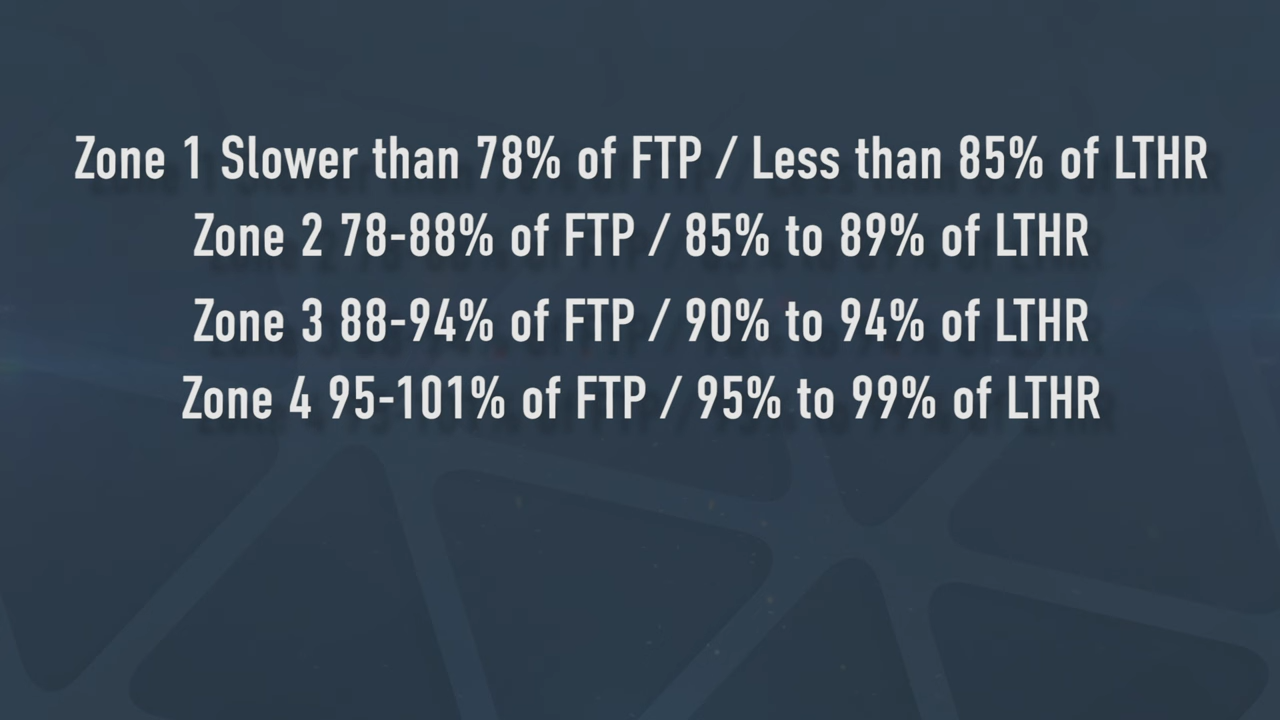 Zone 1 Slower than 78% of FTP / Less than 85% of LTHR
Zone 2 78-88% of FTP / 85% to 89% of LTHR
Zone 3 88-94% of FTP / 90% to 94% of LTHR
Zone 4 95-101% of FTP / 95% to 99% of LTHR